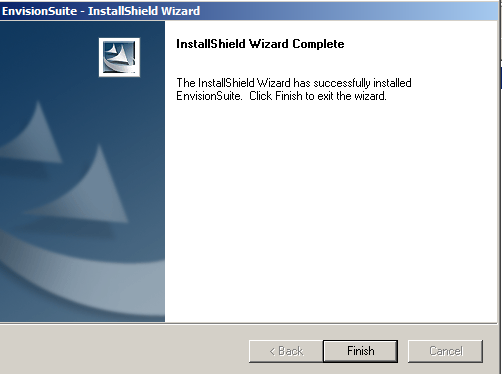 EnvisionSuite - InstallShield Wizard
InstallShield Wizard Complete
The InstallShield Wizard has successfully installed
EnvisionSuite. Click Finish to exit the wizard.
< Back Finish Cancel